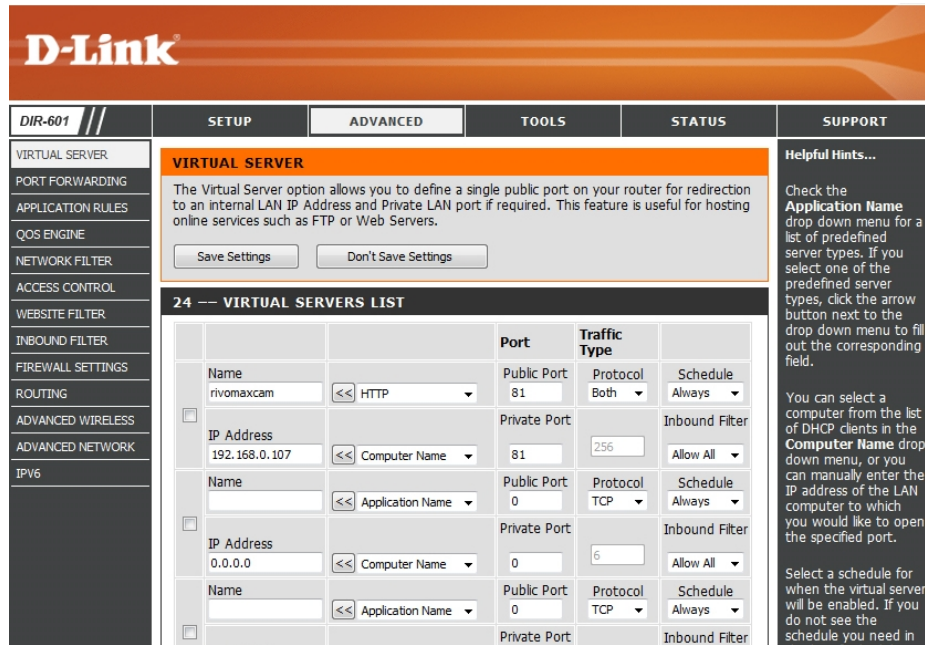 D-Link
DIR-601
SETUP
ADVANCED
TOOLS
STATUS
SUPPORT
VIRTUAL SERVER
PORT FORWARDING
APPLICATION RULES
QOS ENGINE
NETWORK FILTER
ACCESS CONTROL
WEBSITE FILTER
INBOUND FILTER
FIREWALL SETTINGS
ROUTING
ADVANCED WIRELESS
ADVANCED NETWORK
IPV6
VIRTUAL SERVER
The Virtual Server option allows you to define a single public port on your router for redirection
to an internal LAN IP Address and Private LAN port if required. This feature is useful for hosting
online services such as FTP or Web Servers.
Save Settings Don't Save Settings
24 -- VIRTUAL SERVERS LIST
Port Traffic
Type
Name Public Port Protocol Schedule
rivomaxcam << HTTP 81 Both Always
IP Address Private Port Inbound Filter
192.168.0.107 << Computer Name 81 256 Allow All
Name Public Port Protocol Schedule
<< Application Name 0 TCP Always
IP Address Private Port Inbound Filter
0.0.0.0 << Computer Name 0 6 Allow All
Name Public Port Protocol Schedule
<< Application Name 0 TCP Always
Private Port Inbound Filter
Helpful Hints...
Check the
Application Name
drop down menu for a
list of predefined
server types. If you
select one of the
predefined server
types, click the arrow
button next to the
drop down menu to fill
out the corresponding
field.
You can select a
computer from the list
of DHCP clients in the
Computer Name drop
down menu, or you
can manually enter the
IP address of the LAN
computer to which
you would like to open
the specified port.
Select a schedule for
when the virtual server
will be enabled. If you
do not see the
schedule you need in